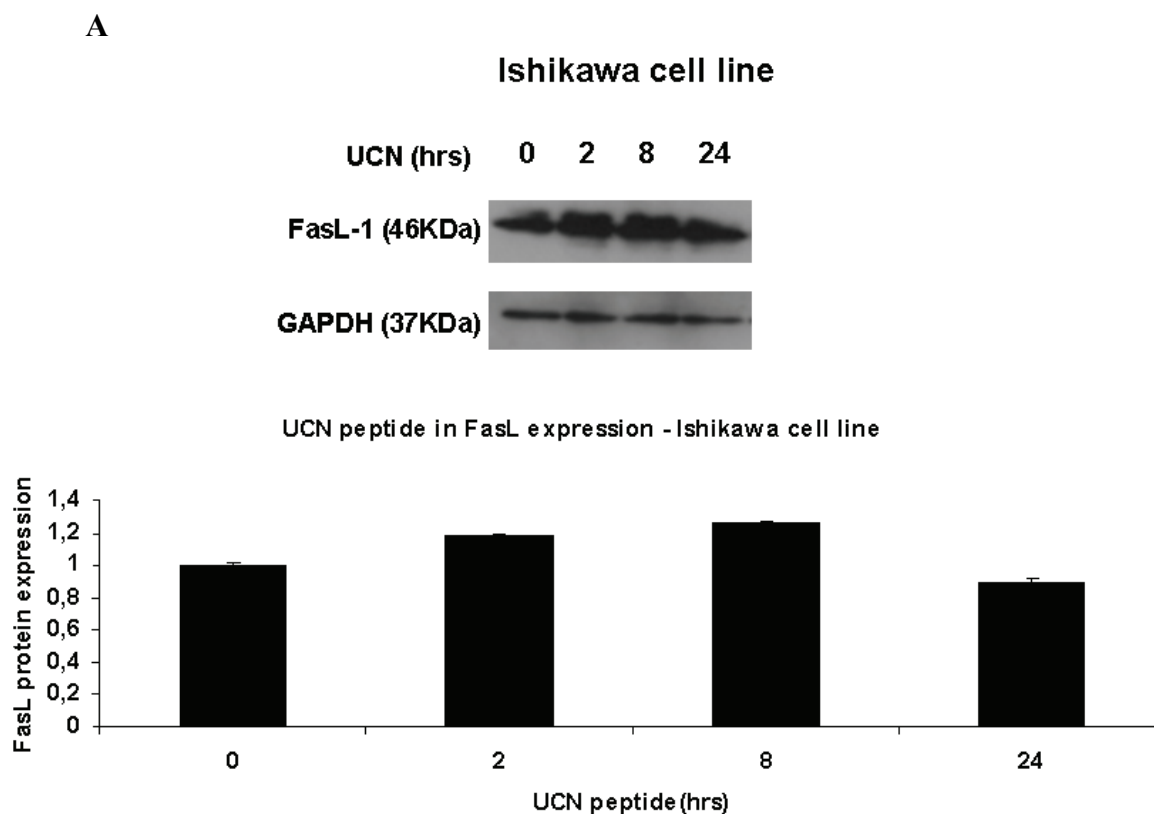 A
Ishikawa cell line
UCN (hrs) 0 2 8 24
FasL-1 (46KDa)
GAPDH (37KDa)
UCN peptide in FasL expression - Ishikawa cell line
FasL protein expression
1,4
1,2
1
0,8
0,6
0,4
0,2
0
0 2 8 24
UCN peptide(hrs)